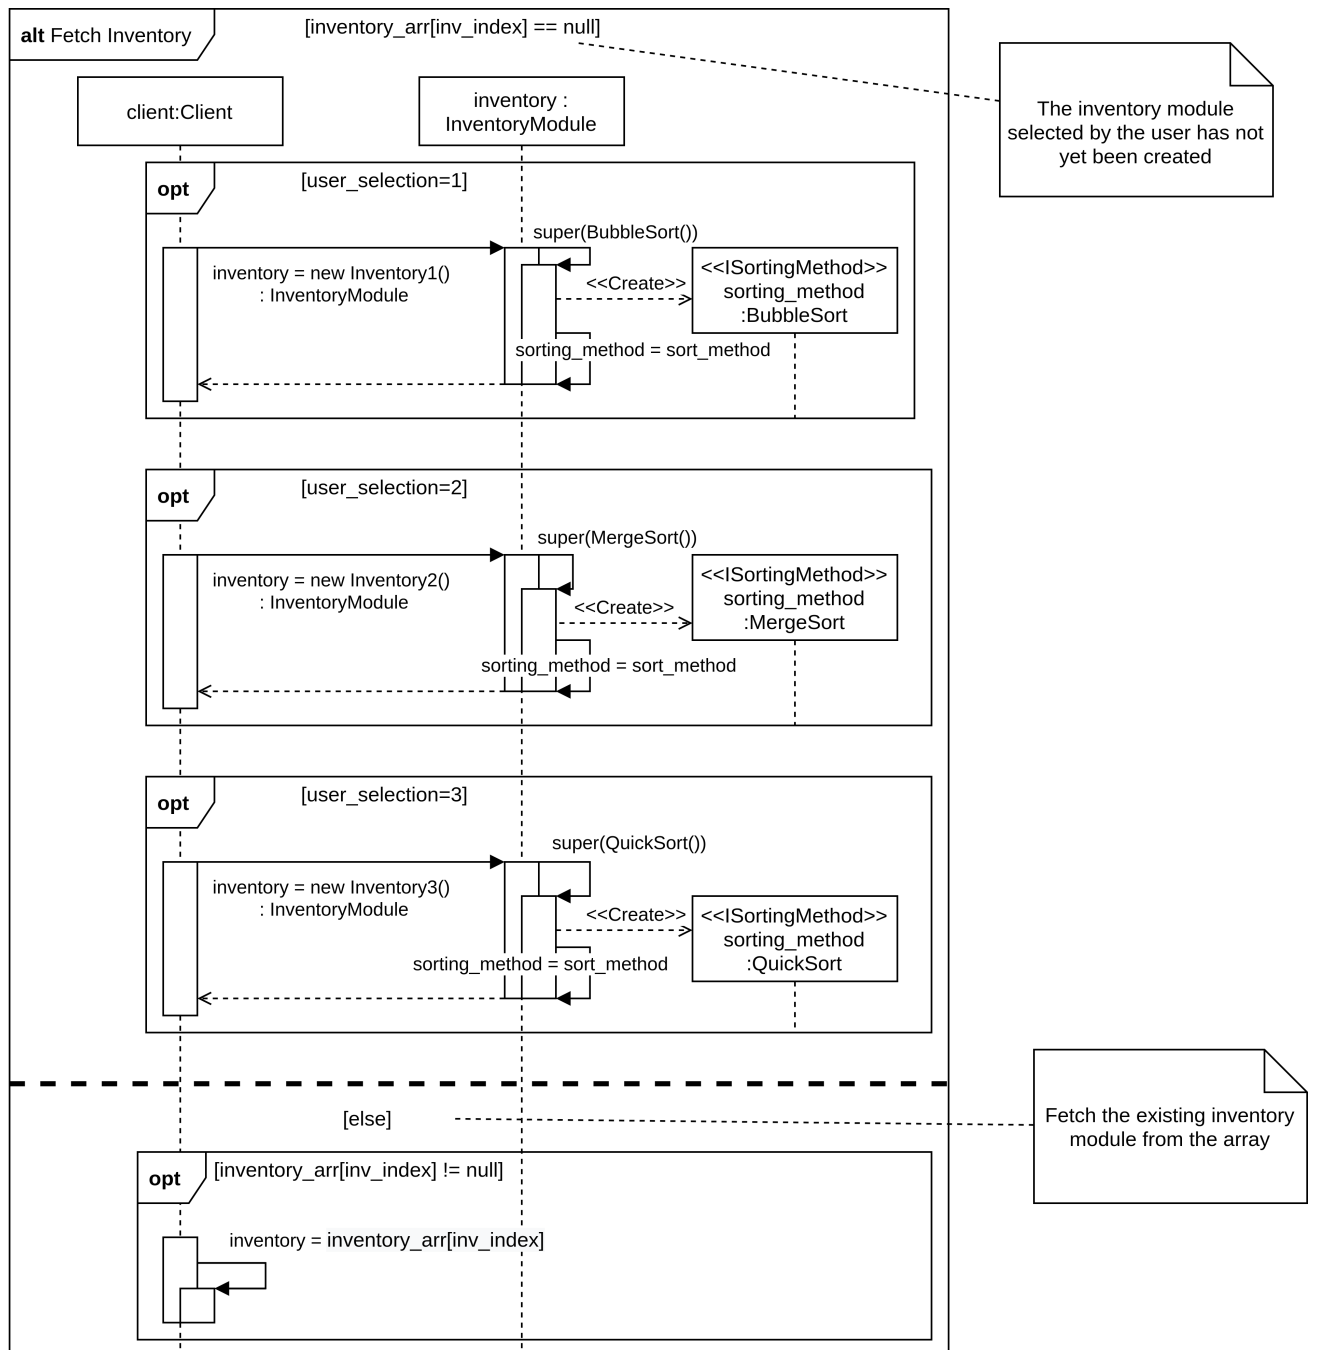 alt Fetch Inventory
[inventory_arr[inv_index] == null]
client:Client
inventory :
InventoryModule
The inventory module
selected by the user has not
yet been created
opt
[user_selection=1]
super(BubbleSort())
inventory = new Inventory1()
: InventoryModule
<<Create>>
<<ISortingMethod>>
sorting_method
:BubbleSort
sorting_method = sort_method
opt
[user_selection=2]
super(MergeSort())
inventory = new Inventory2()
: InventoryModule
<<Create>>
<<ISortingMethod>>
sorting_method
:MergeSort
sorting_method = sort_method
opt
[user_selection=3]
super(QuickSort())
inventory = new Inventory3()
: InventoryModule
<<Create>>
<<ISortingMethod>>
sorting_method
:QuickSort
sorting_method = sort_method
[else]
Fetch the existing inventory
module from the array
opt
[inventory_arr[inv_index] != null]
inventory = inventory_arr[inv_index]